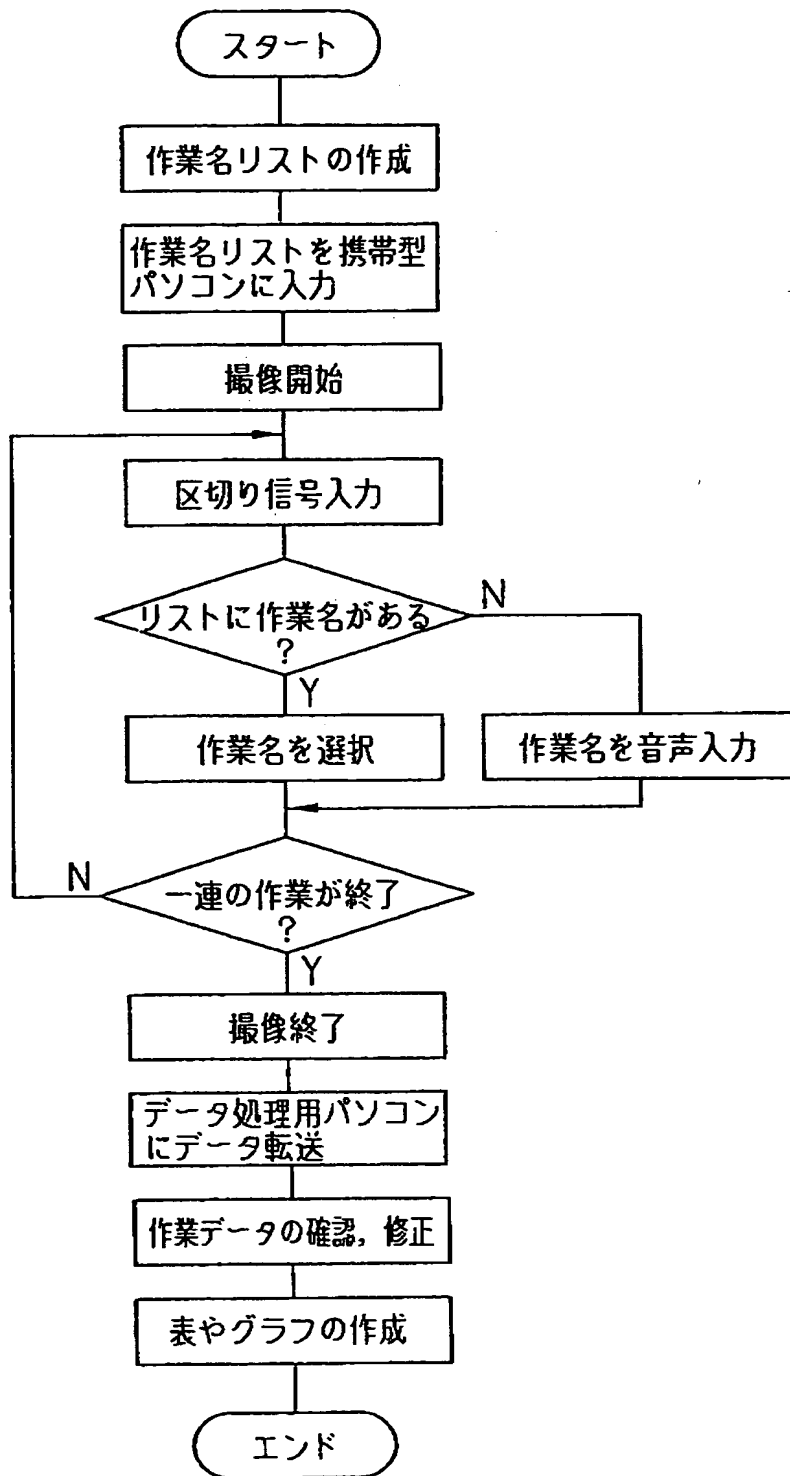 スタート
作業名リストの作成
作業名リストを携帯型
パソコンに入力
撮像開始
区切り信号入力
リストに作業名がある
?
N
Y
作業名を選択
作業名を音声入力
一連の作業が終了
?
N
Y
撮像終了
データ処理用パソコン
にデータ転送
作業データの確認,修正
表やグラフの作成
エンド